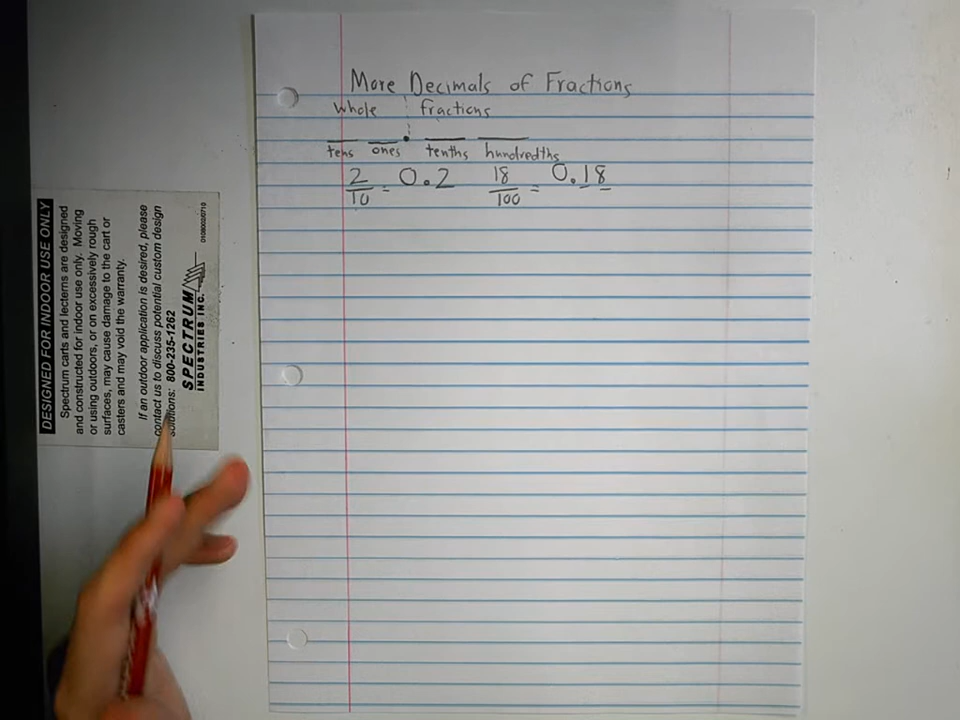 More Decimals of Fractions
whole fractions
tens ones . tenths hundredths
2/10 = 0.2 18/100 = 0.18
DESIGNED FOR INDOOR USE ONLY
Spectrum carts and lecterns are designed
and constructed for indoor use only. Moving
or using outdoors, or on excessively rough
surfaces, may cause damage to the cart or
casters and may void the warranty.
If an outdoor application is desired, please
contact us to discuss potential custom design
solutions: 800-235-1262
SPECTRUM
INDUSTRIES INC.